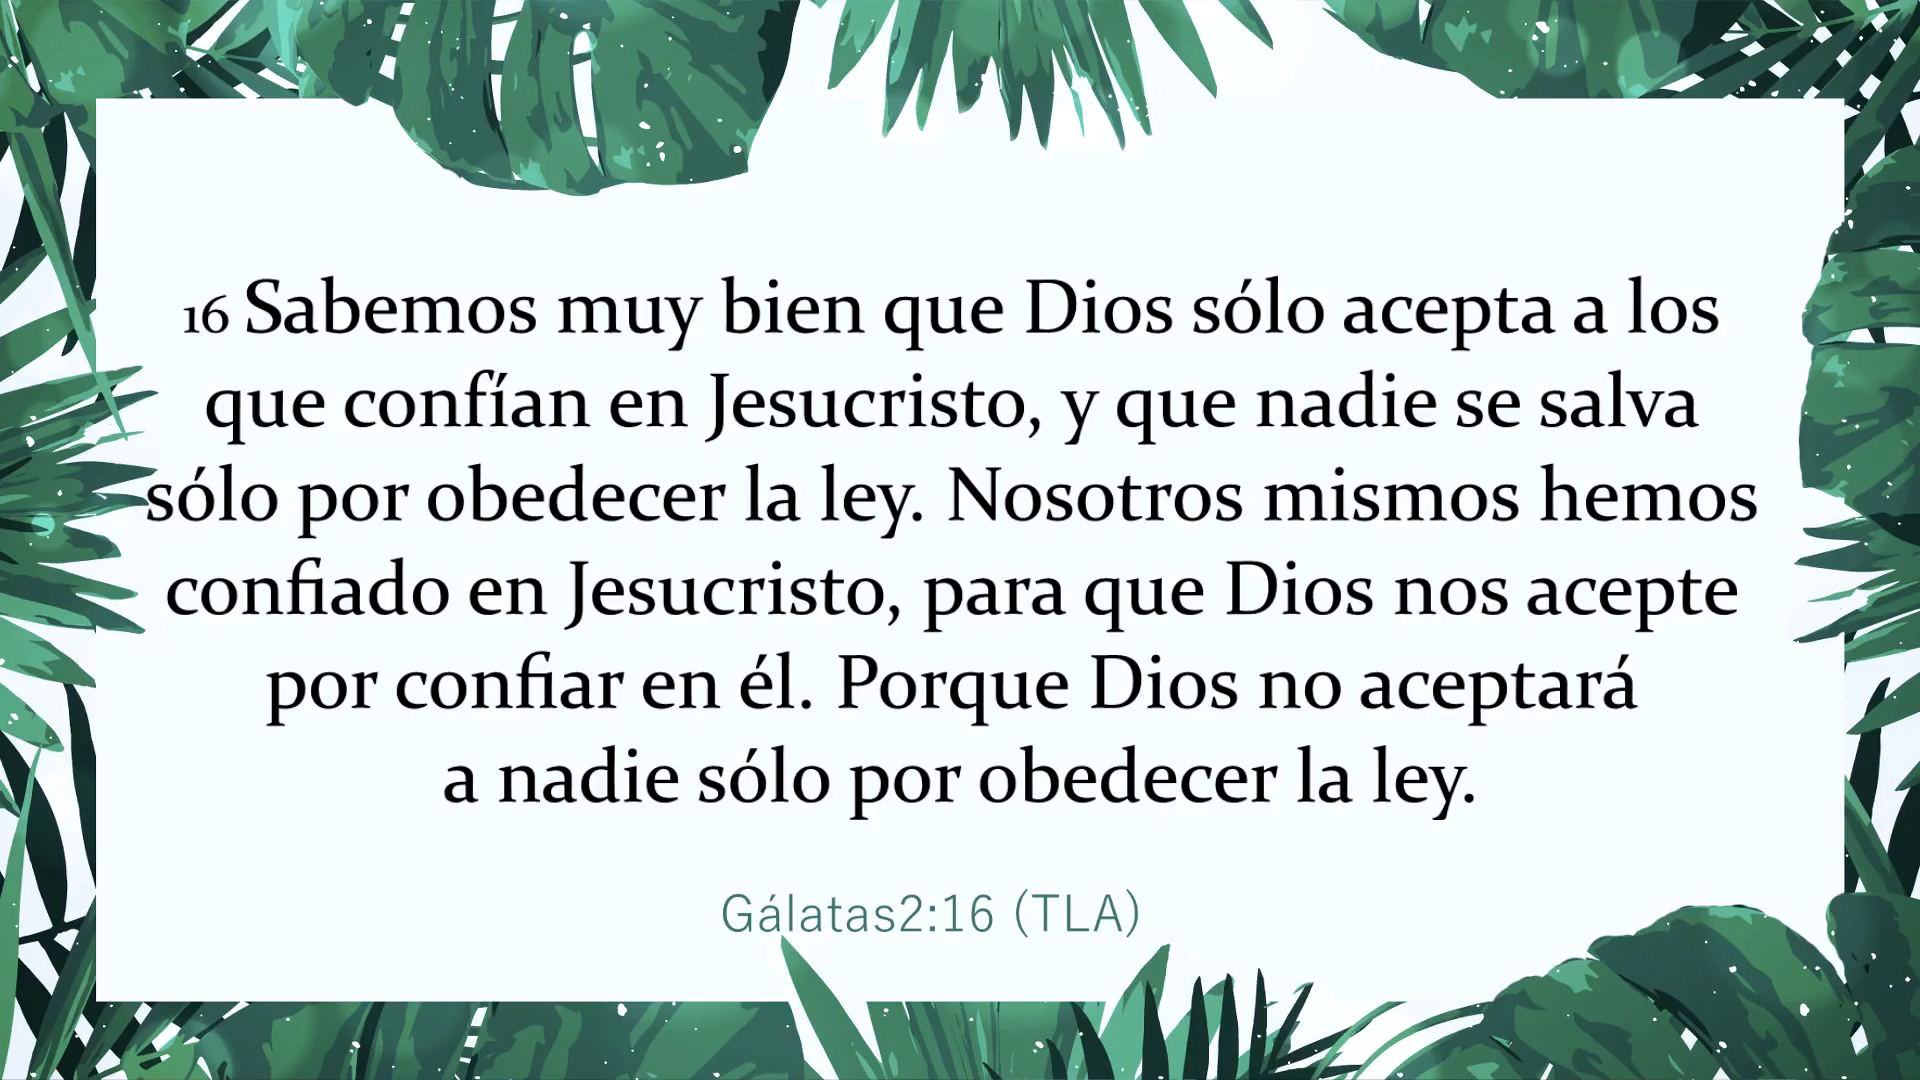 16 Sabemos muy bien que Dios sólo acepta a los
que confían en Jesucristo, y que nadie se salva
sólo por obedecer la ley. Nosotros mismos hemos
confiado en Jesucristo, para que Dios nos acepte
por confiar en él. Porque Dios no aceptará
a nadie sólo por obedecer la ley.
Gálatas2:16 (TLA)